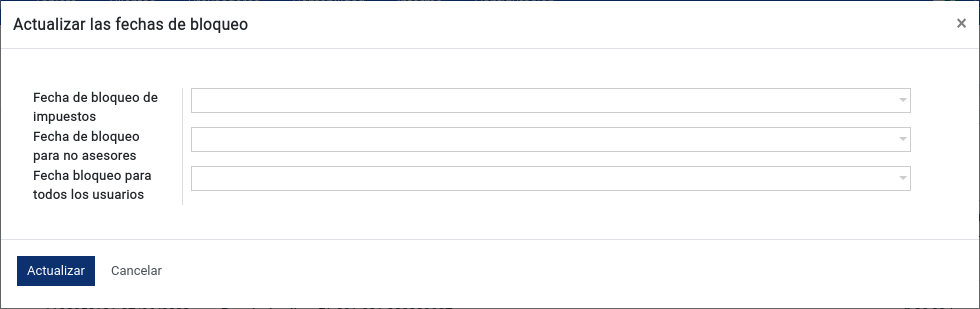 Actualizar las fechas de bloqueo
×
Fecha de bloqueo de
impuestos
Fecha de bloqueo
para no asesores
Fecha bloqueo para
todos los usuarios
Actualizar
Cancelar